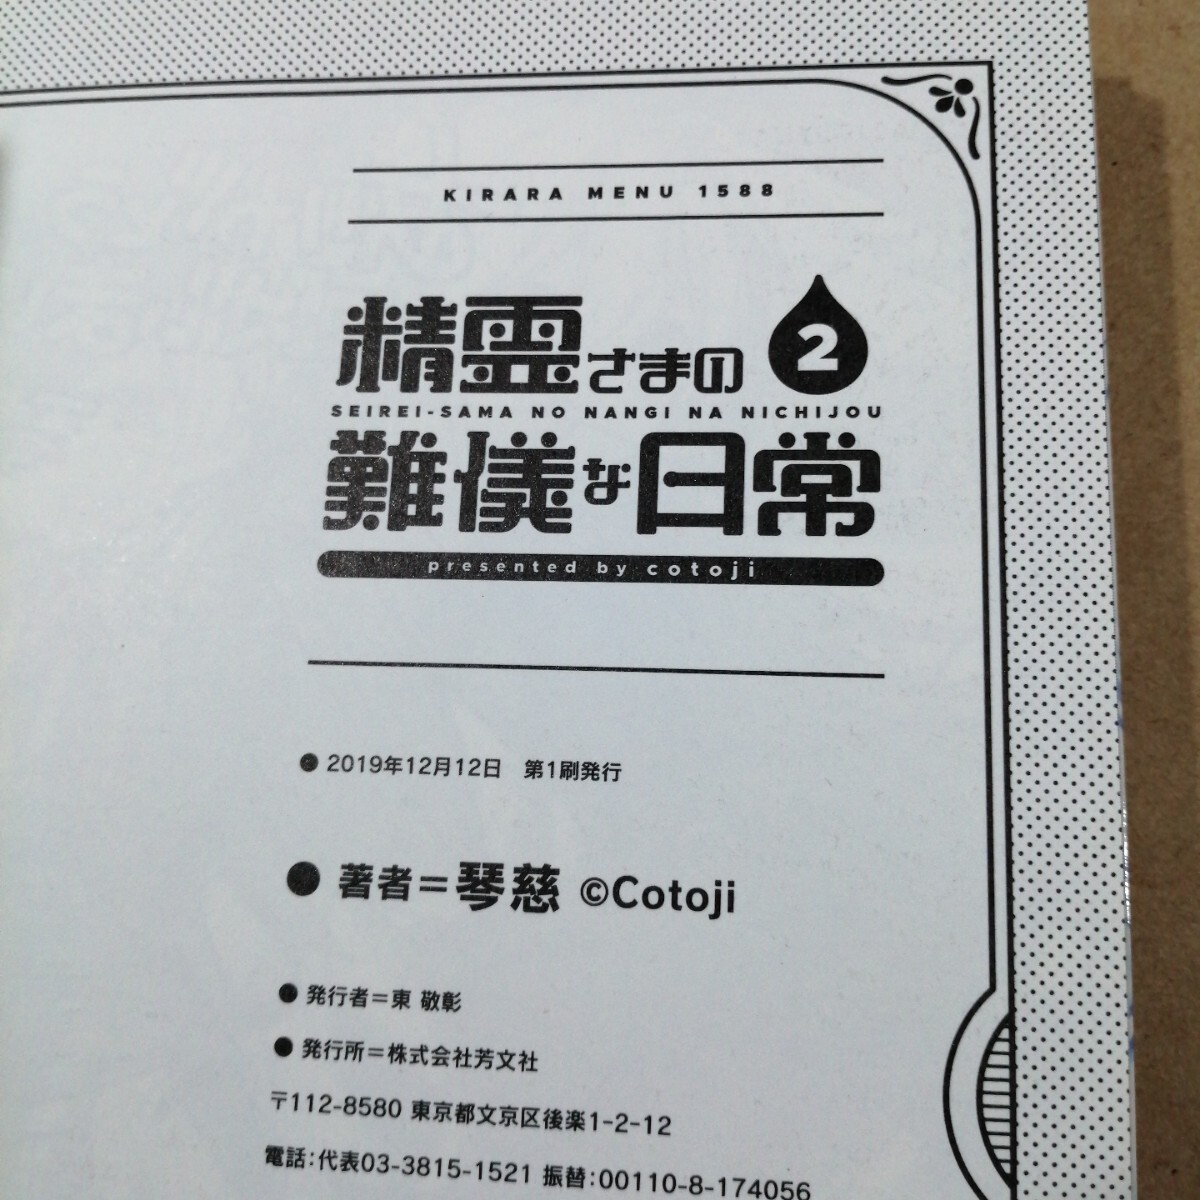 KIRARA MENU 1588
精霊さまの 2
SEIREI-SAMA NO NANGI NA NICHIJOU
難儀な日常
presented by cotoji
●2019年12月12日 第1刷発行
●著者＝琴慈 ©Cotoji
●発行者＝東 敬彰
●発行所＝株式会社芳文社
〒112-8580 東京都文京区後楽1-2-12
電話:代表03-3815-1521 振替:00110-8-174056